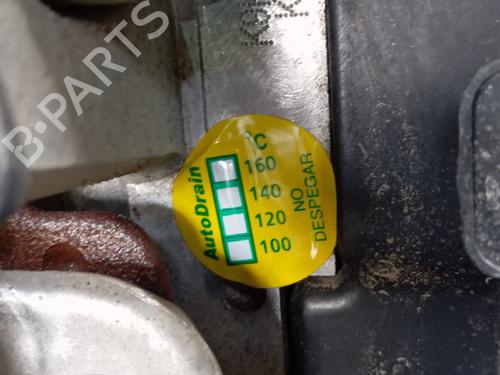 B-PARTS
°C
160
140
120
100
AutoDrain
NO
DESPEGAR